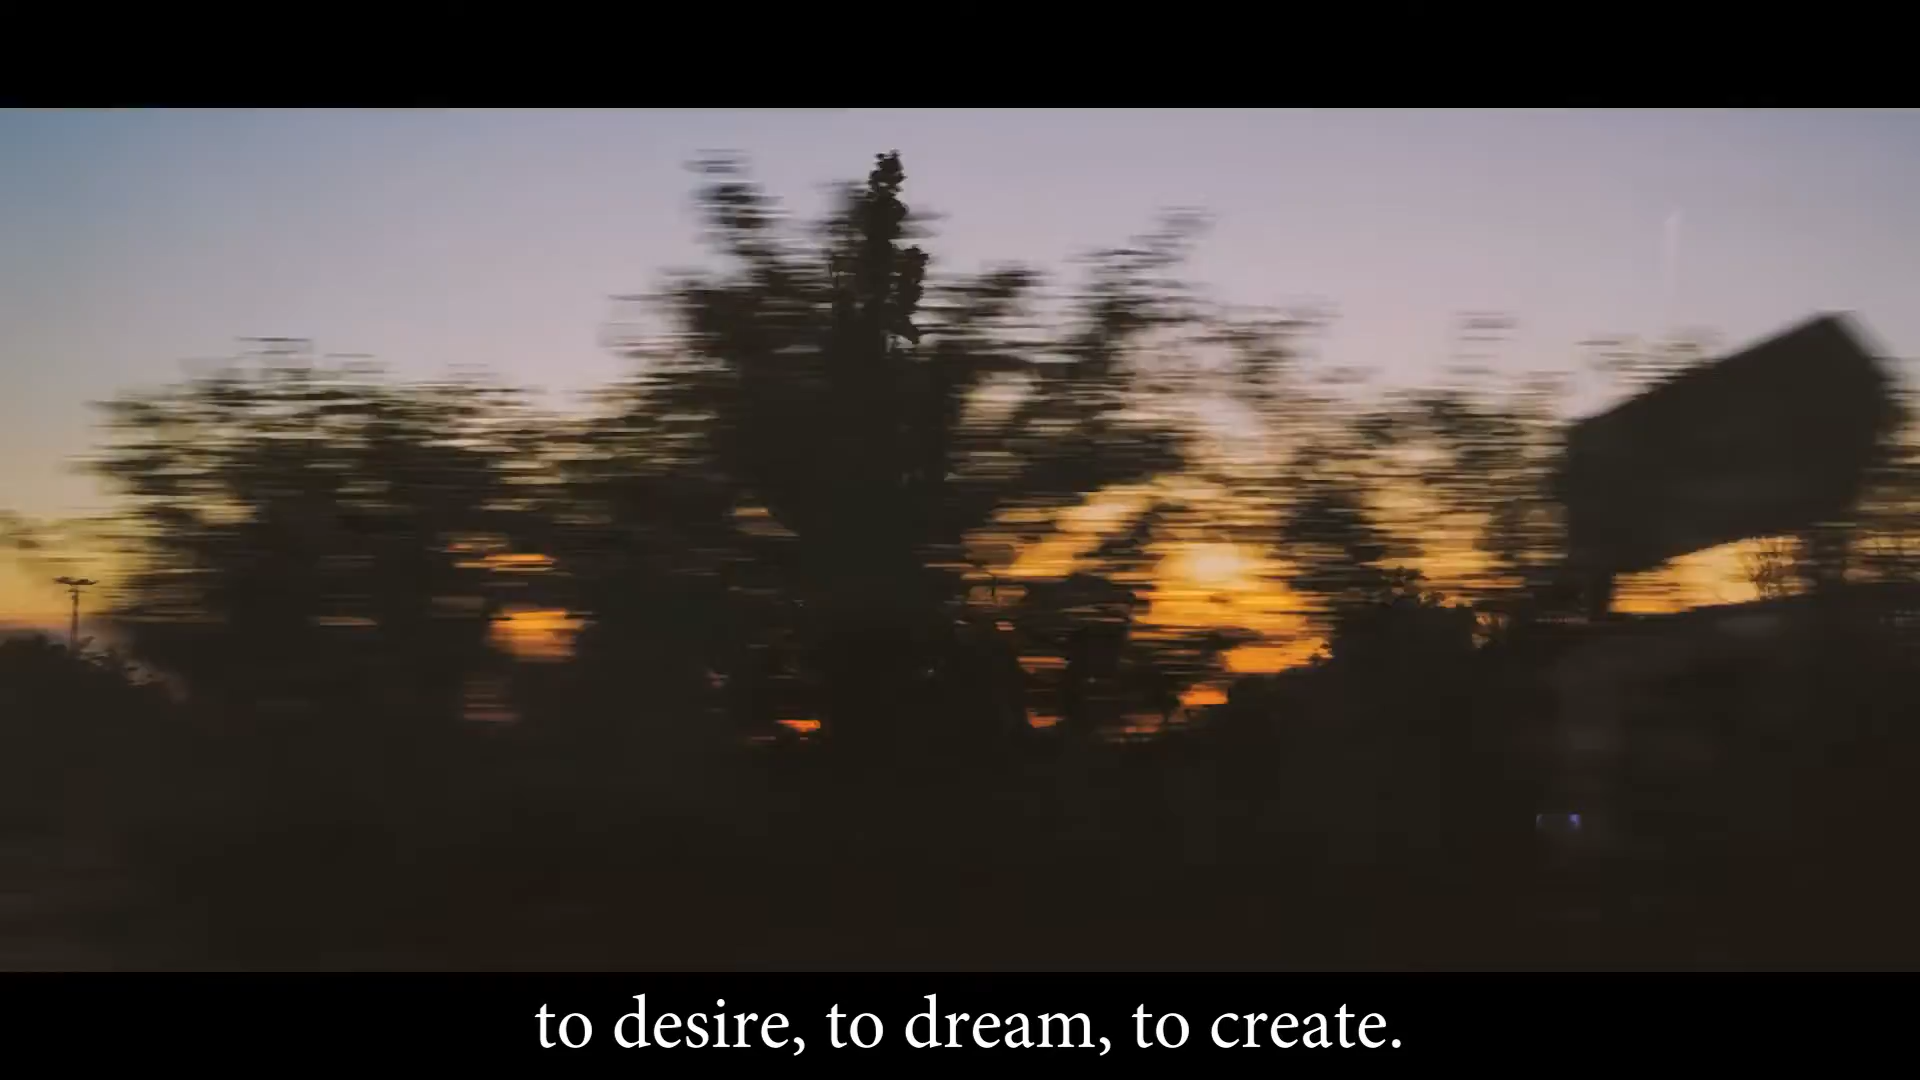 to desire, to dream, to create.